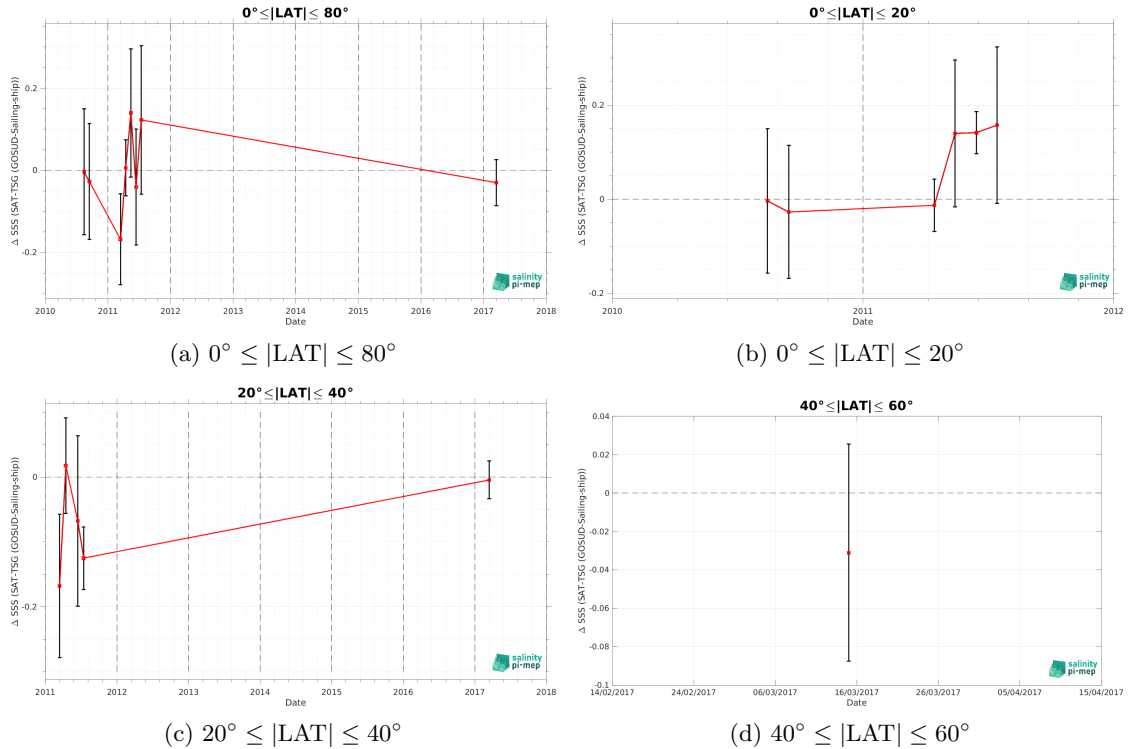 0°≤|LAT|≤ 80°
Δ SSS (SAT-TSG (GOSUD-Sailing-ship))
0.2
0
-0.2
2010 2011 2012 2013 2014 2015 2016 2017 2018
Date
salinity
pi-mep
(a) 0° ≤ |LAT| ≤ 80°
0°≤|LAT|≤ 20°
Δ SSS (SAT-TSG (GOSUD-Sailing-ship))
0.2
0
-0.2
2010 2011 2012
Date
salinity
pi-mep
(b) 0° ≤ |LAT| ≤ 20°
20°≤|LAT|≤ 40°
Δ SSS (SAT-TSG (GOSUD-Sailing-ship))
0
-0.2
2011 2012 2013 2014 2015 2016 2017 2018
Date
salinity
pi-mep
(c) 20° ≤ |LAT| ≤ 40°
40°≤|LAT|≤ 60°
Δ SSS (SAT-TSG (GOSUD-Sailing-ship))
0.04
0.02
0
-0.02
-0.04
-0.06
-0.08
-0.1
14/02/2017 24/02/2017 06/03/2017 16/03/2017 26/03/2017 05/04/2017 15/04/2017
Date
salinity
pi-mep
(d) 40° ≤ |LAT| ≤ 60°